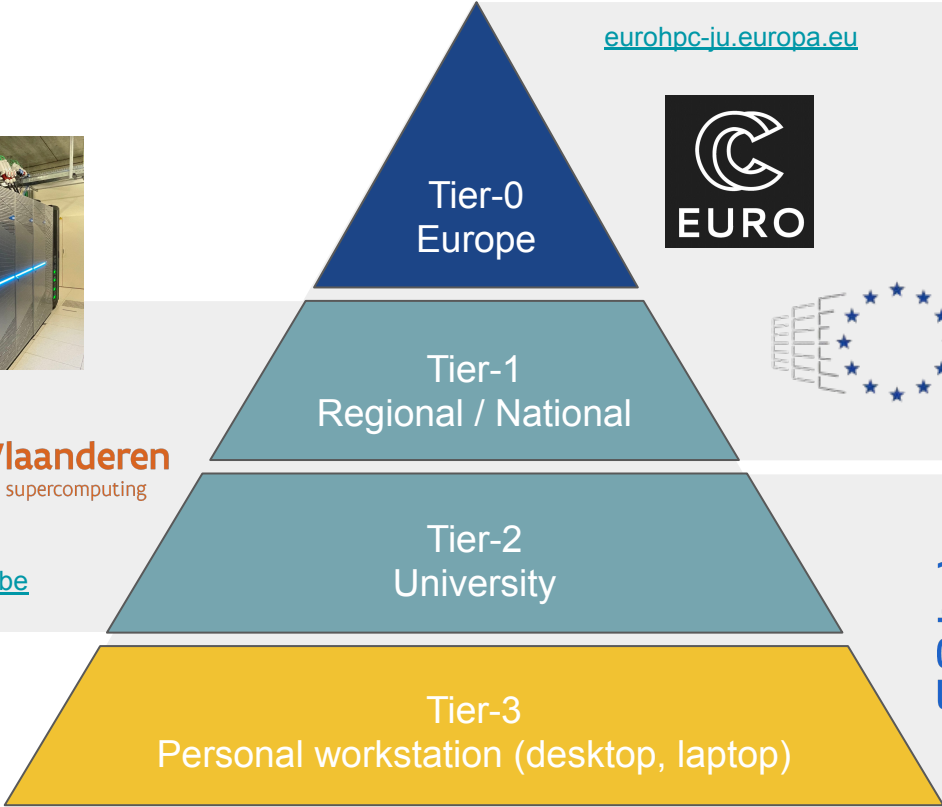 eurohpc-ju.europa.eu
EURO
Tier-0
Europe
Tier-1
Regional / National
Vlaanderen
supercomputing
Tier-2
University
be
Tier-3
Personal workstation (desktop, laptop)